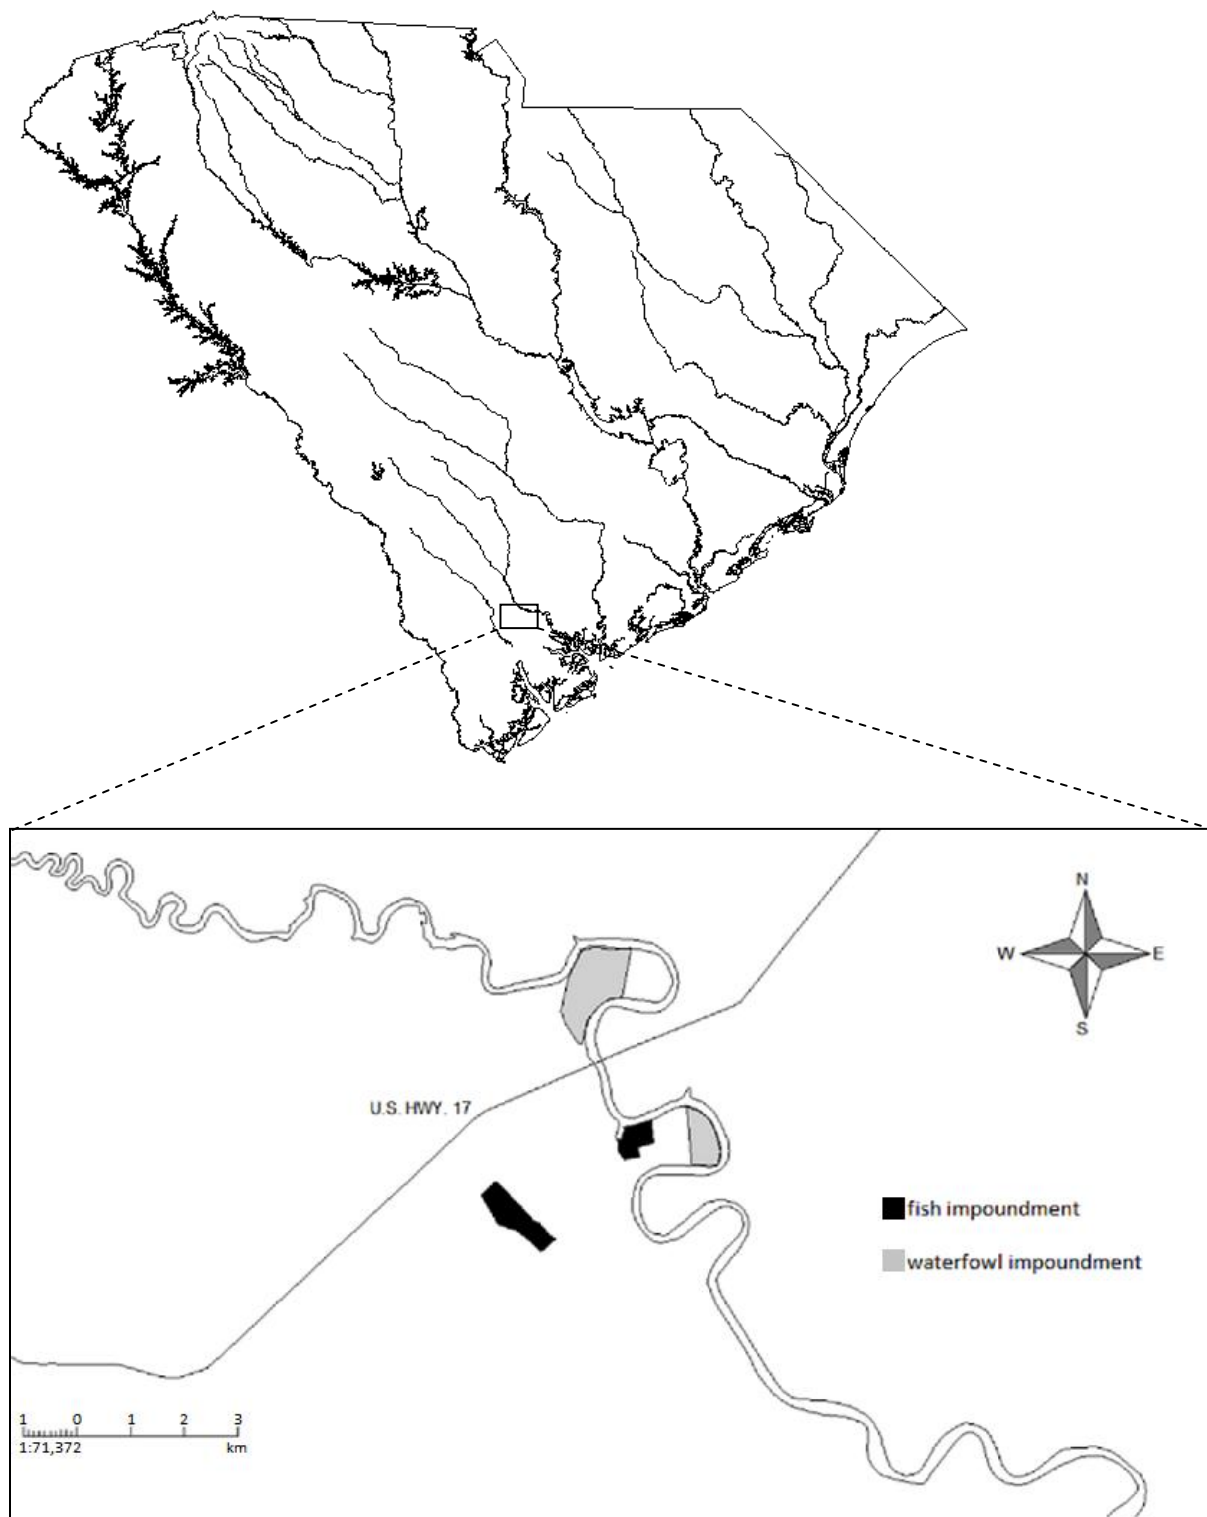 N
W E
S
U.S. HWY. 17
fish impoundment
waterfowl impoundment
1 0 1 2 3
1:71,372 km